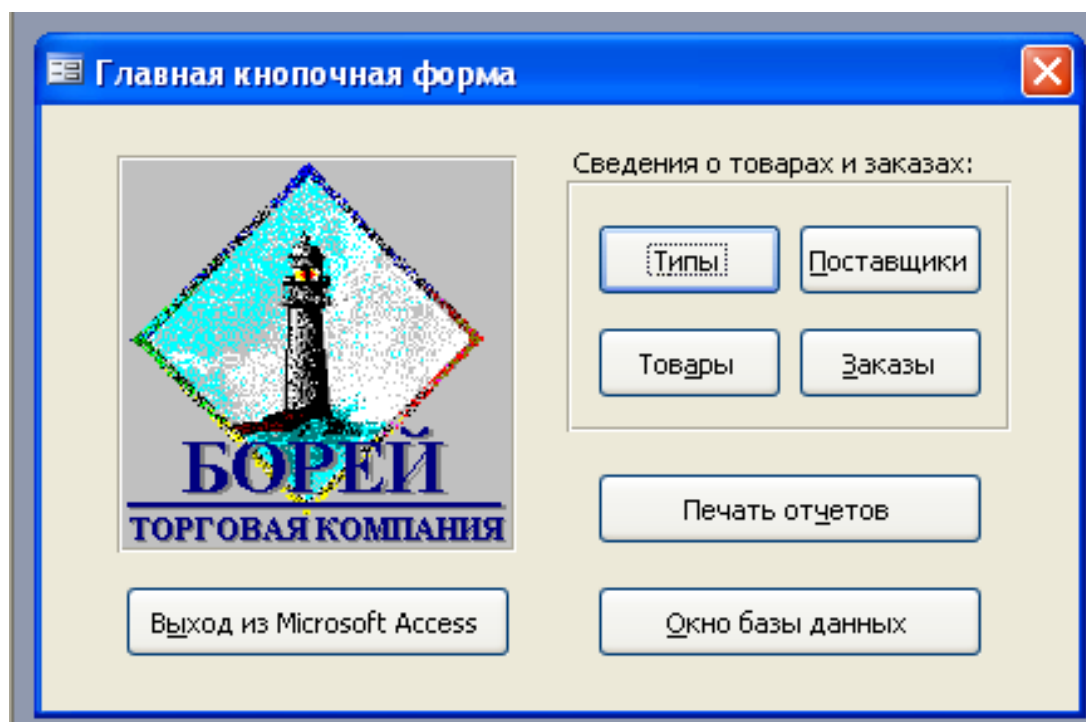 Главная кнопочная форма
Сведения о товарах и заказах:
Типы
Поставщики
Товары
Заказы
БОРЕЙ
ТОРГОВАЯ КОМПАНИЯ
Печать отчетов
Выход из Microsoft Access
Окно базы данных